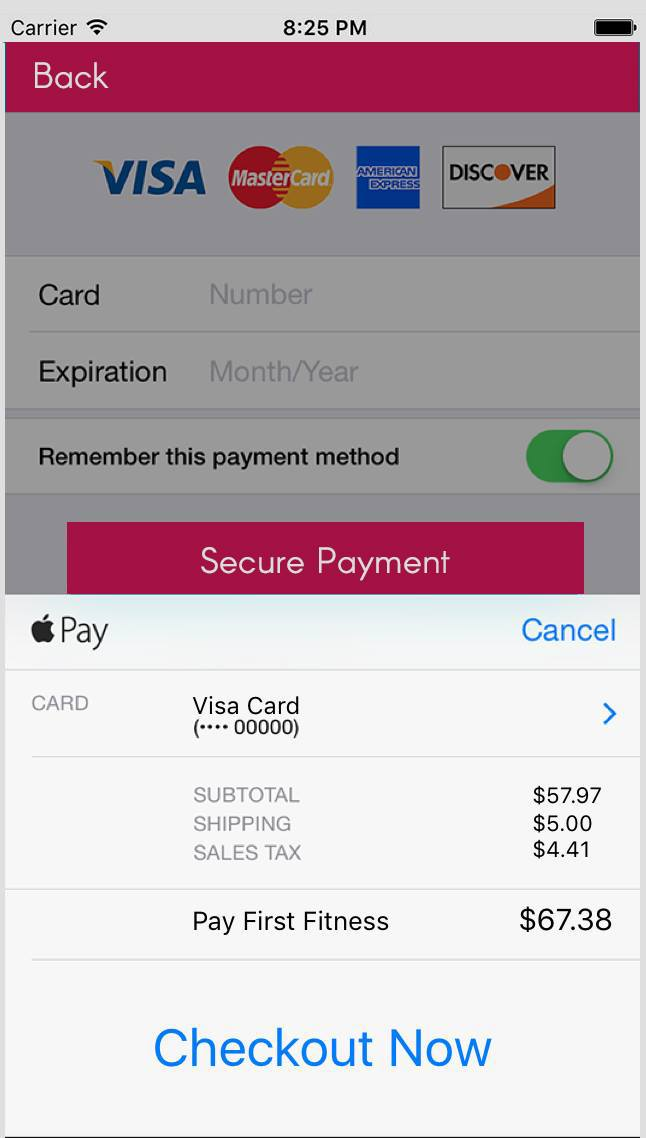 Carrier 8:25 PM
Back
VISA MasterCard AMERICAN EXPRESS DISCOVER
Card Number
Expiration Month/Year
Remember this payment method
Secure Payment
Pay Cancel
CARD Visa Card
(•••• 00000)
SUBTOTAL $57.97
SHIPPING $5.00
SALES TAX $4.41
Pay First Fitness $67.38
Checkout Now